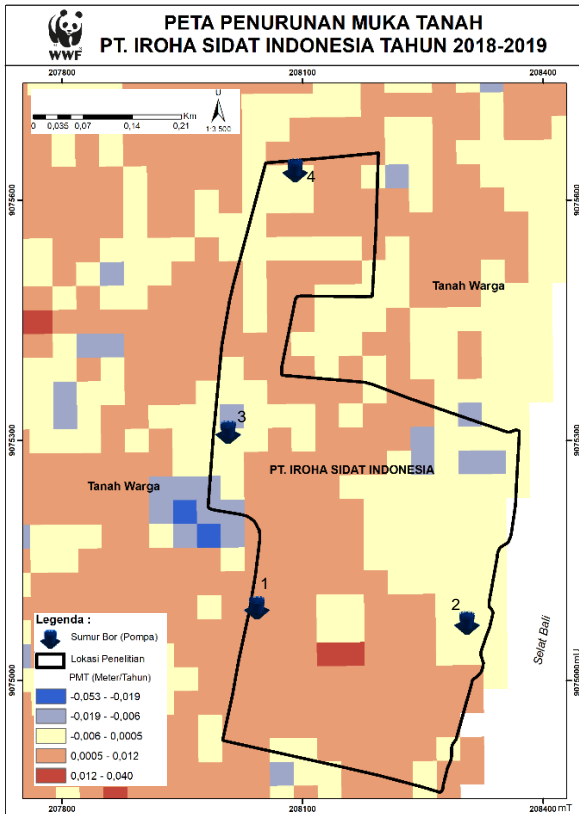 WWF
PETA PENURUNAN MUKA TANAH
PT. IROHA SIDAT INDONESIA TAHUN 2018-2019
207800
208100
208400
Km
0 0,035 0,07 0,14 0,21
U
1:3 500
4
9075600
9075600
Tanah Warga
3
9075300
9075300
PT. IROHA SIDAT INDONESIA
Tanah Warga
1
2
Selat Bali
9075000
9075000 mU
Legenda :
Sumur Bor (Pompa)
Lokasi Penelitian
PMT (Meter/Tahun)
-0,053 - -0,019
-0,019 - -0,006
-0,006 - 0,0005
0,0005 - 0,012
0,012 - 0,040
207800
208100
208400 mT